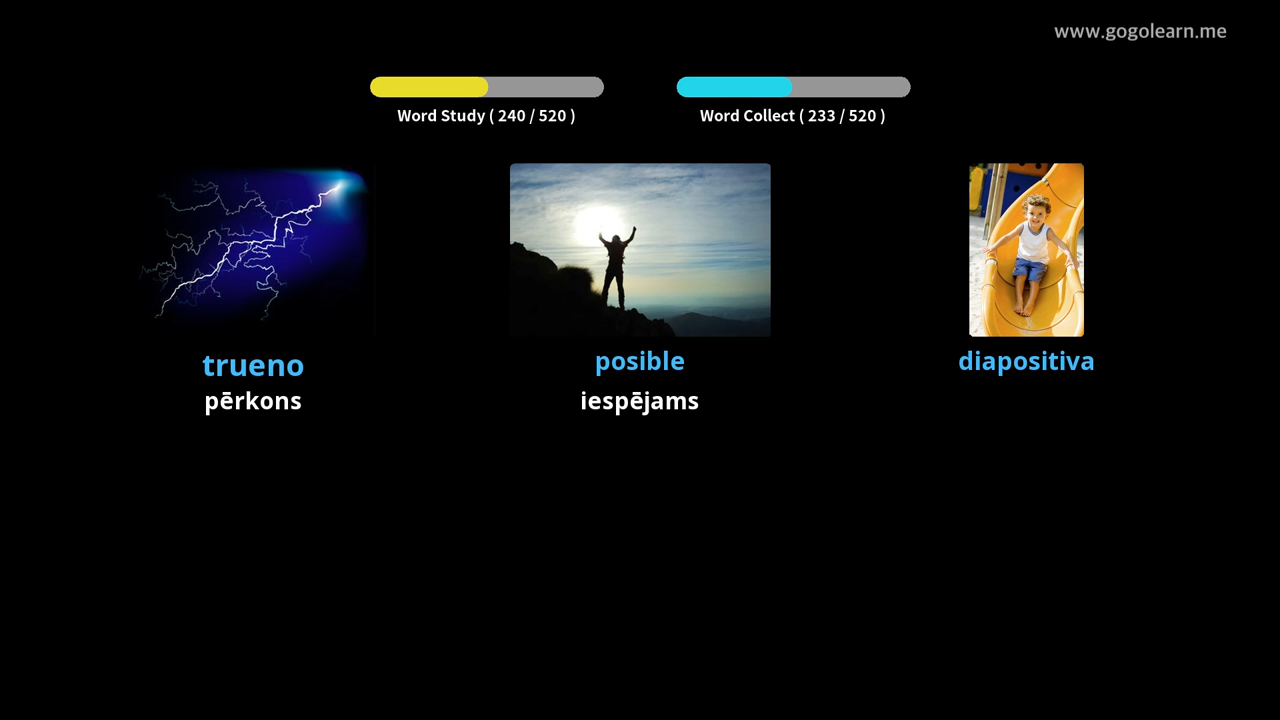 www.gogolearn.me
Word Study ( 240 / 520 )
Word Collect ( 233 / 520 )
trueno
pērkons
posible
iespējams
diapositiva